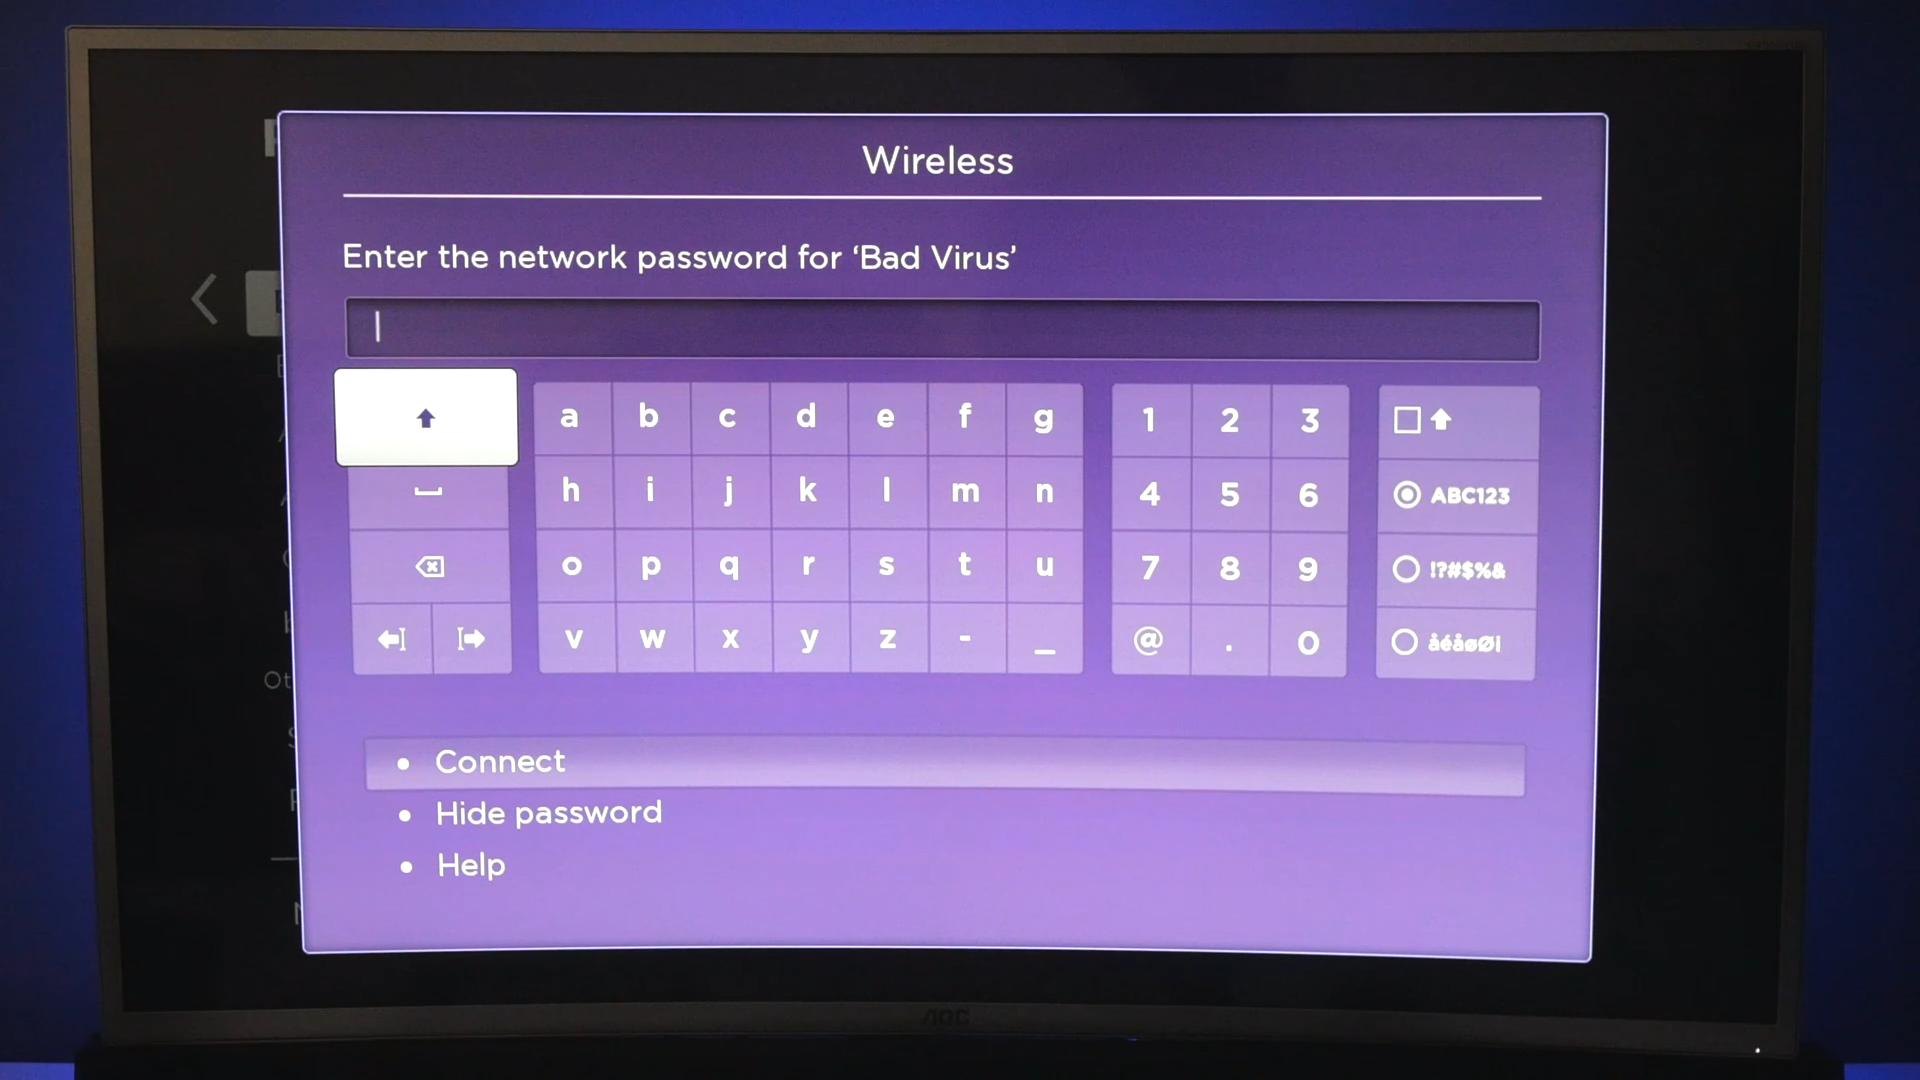 Wireless
Enter the network password for ‘Bad Virus’
a b c d e f g 1 2 3
h i j k l m n 4 5 6 ABC123
o p q r s t u 7 8 9 !?#$%&
v w x y z - _ @ . 0
Connect
Hide password
Help
AOC